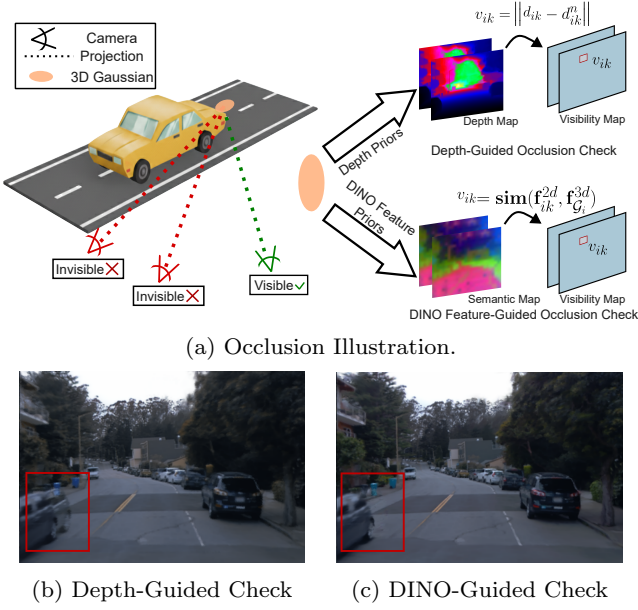 Camera
Projection
3D Gaussian
Invisible ✗
Invisible ✗
Visible ✓
Depth Priors
DINO Feature
Priors
v_{ik} = ||d_{ik} − d^n_{ik}||
v_{ik}
Depth Map
Visibility Map
Depth-Guided Occlusion Check
v_{ik} = sim(f^{2d}_{ik}, f^{3d}_{𝒢_i})
v_{ik}
Semantic Map
Visibility Map
DINO Feature-Guided Occlusion Check
(a) Occlusion Illustration.
(b) Depth-Guided Check
(c) DINO-Guided Check